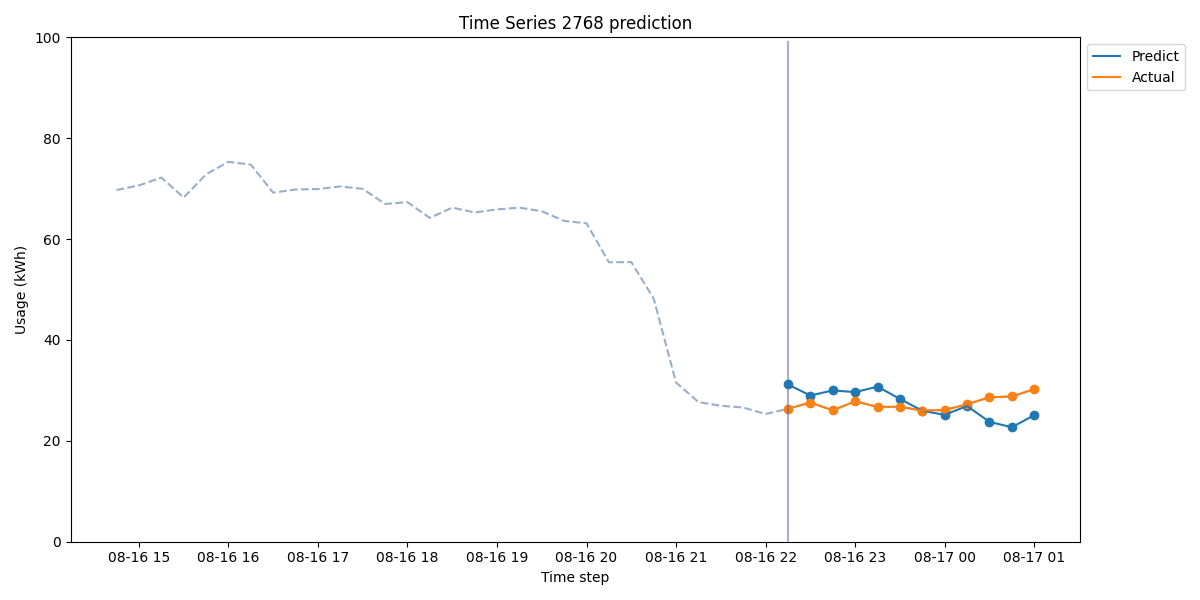 Time Series 2768 prediction
Predict
Actual
100
80
60
40
20
0
Usage (kWh)
08-16 15 08-16 16 08-16 17 08-16 18 08-16 19 08-16 20 08-16 21 08-16 22 08-16 23 08-17 00 08-17 01
Time step